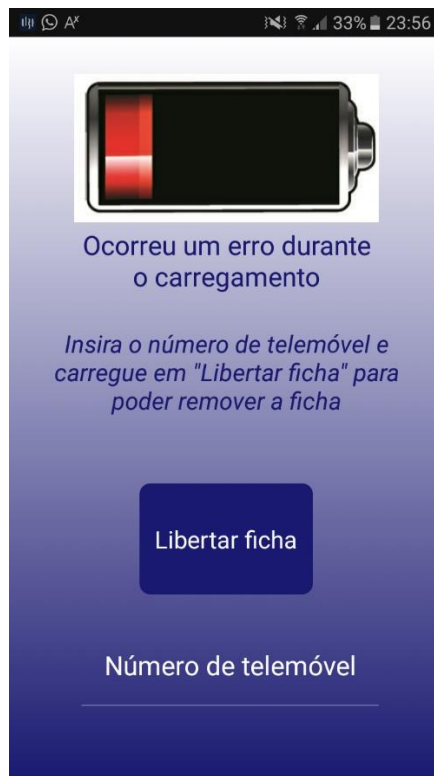 33% 23:56
Ocorreu um erro durante
o carregamento
Insira o número de telemóvel e
carregue em "Libertar ficha" para
poder remover a ficha
Libertar ficha
Número de telemóvel